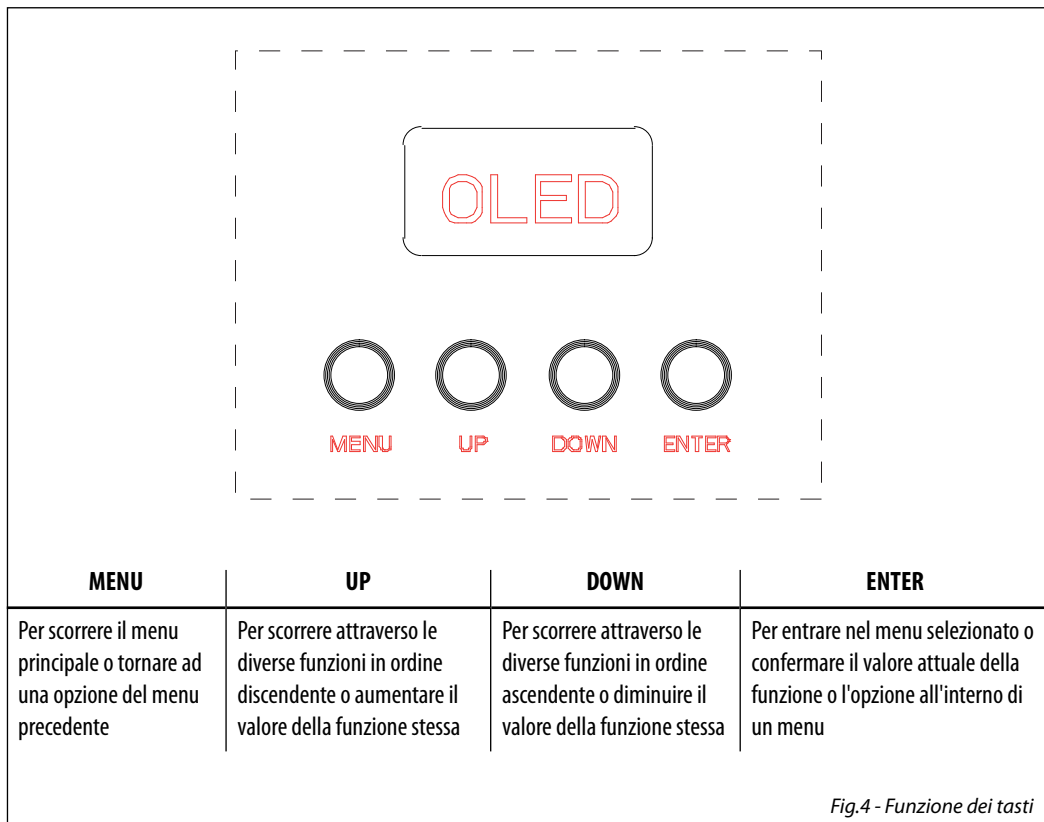 OLED
MENU UP DOWN ENTER
MENU UP DOWN ENTER
Per scorrere il menu
principale o tornare ad
una opzione del menu
precedente
Per scorrere attraverso le
diverse funzioni in ordine
discendente o aumentare il
valore della funzione stessa
Per scorrere attraverso le
diverse funzioni in ordine
ascendente o diminuire il
valore della funzione stessa
Per entrare nel menu selezionato o
confermare il valore attuale della
funzione o l'opzione all'interno di
un menu
Fig.4 - Funzione dei tasti